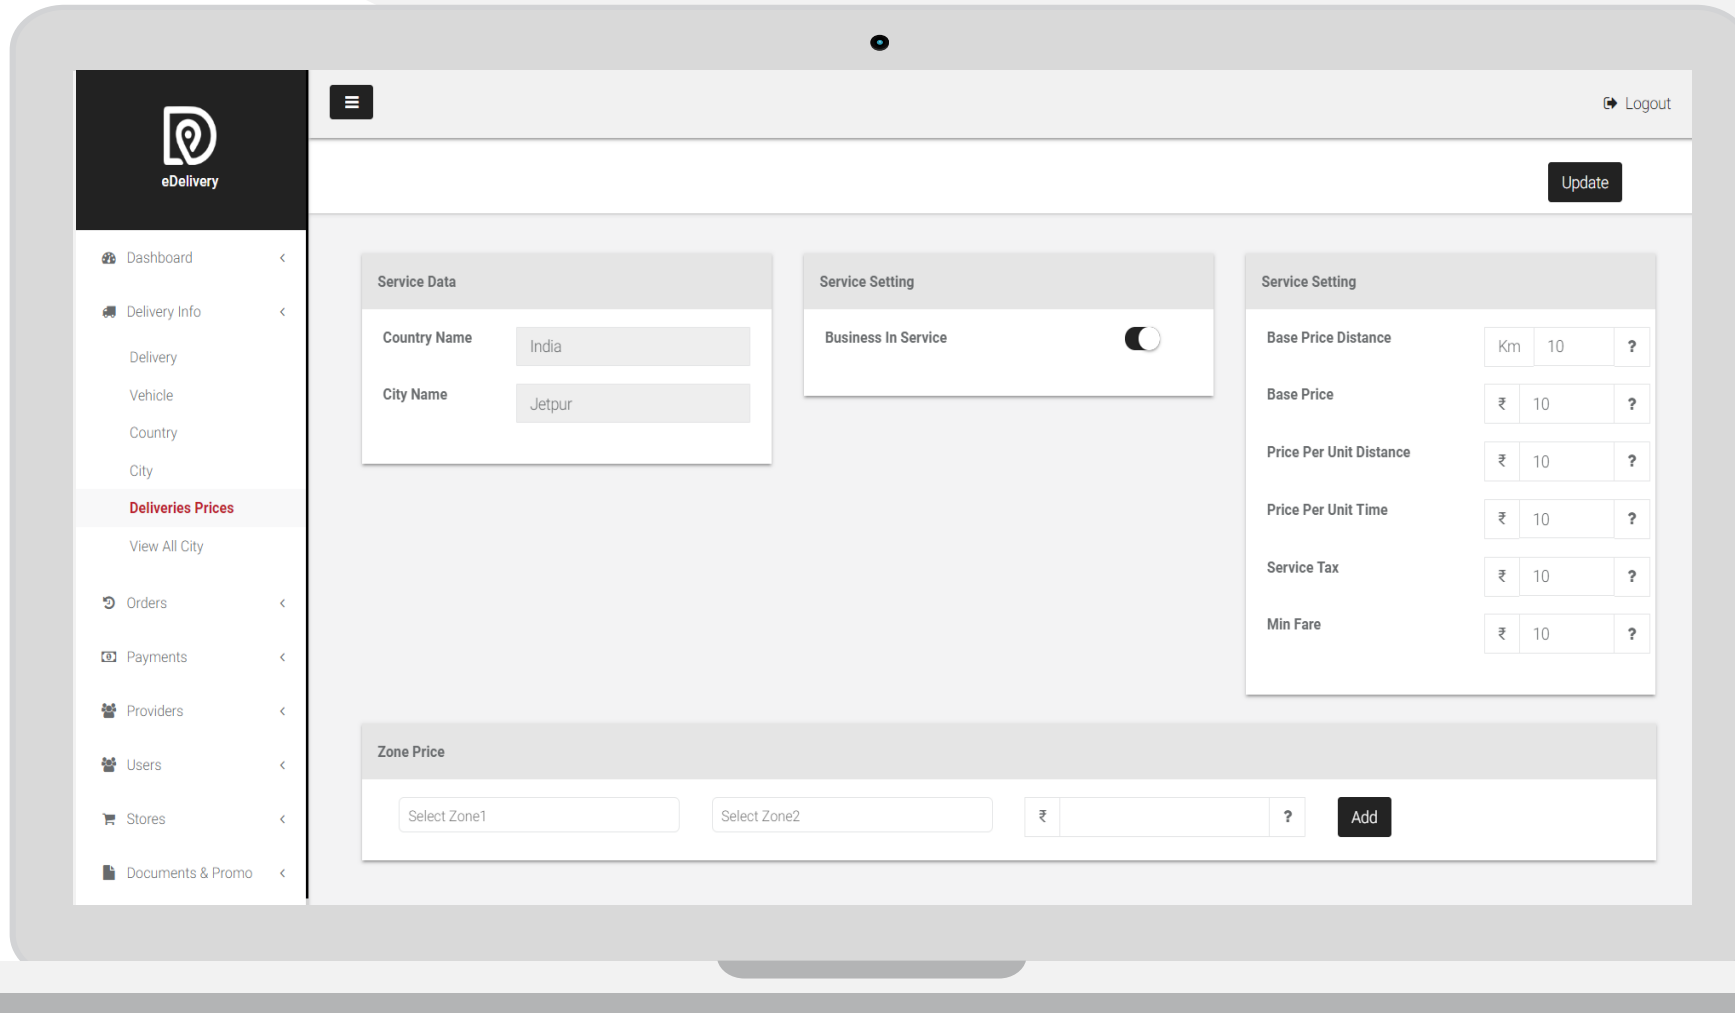 eDelivery
Logout
Update
Dashboard
Delivery Info
Delivery
Vehicle
Country
City
Deliveries Prices
View All City
Orders
Payments
Providers
Users
Stores
Documents & Promo
Service Data
Country Name India
City Name Jetpur
Service Setting
Business In Service
Service Setting
Base Price Distance Km 10 ?
Base Price ₹ 10 ?
Price Per Unit Distance ₹ 10 ?
Price Per Unit Time ₹ 10 ?
Service Tax ₹ 10 ?
Min Fare ₹ 10 ?
Zone Price
Select Zone1 Select Zone2 ₹ ? Add